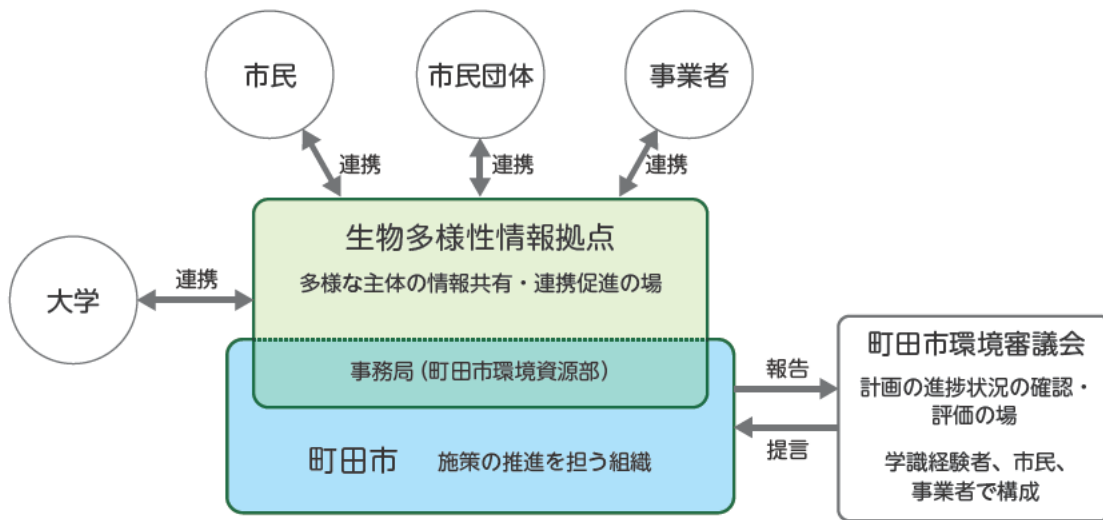 市民
市民団体
事業者
連携
連携
連携
生物多様性情報拠点
多様な主体の情報共有・連携促進の場
大学
連携
事務局（町田市環境資源部）
町田市
施策の推進を担う組織
報告
提言
町田市環境審議会
計画の進捗状況の確認・
評価の場
学識経験者、市民、
事業者で構成